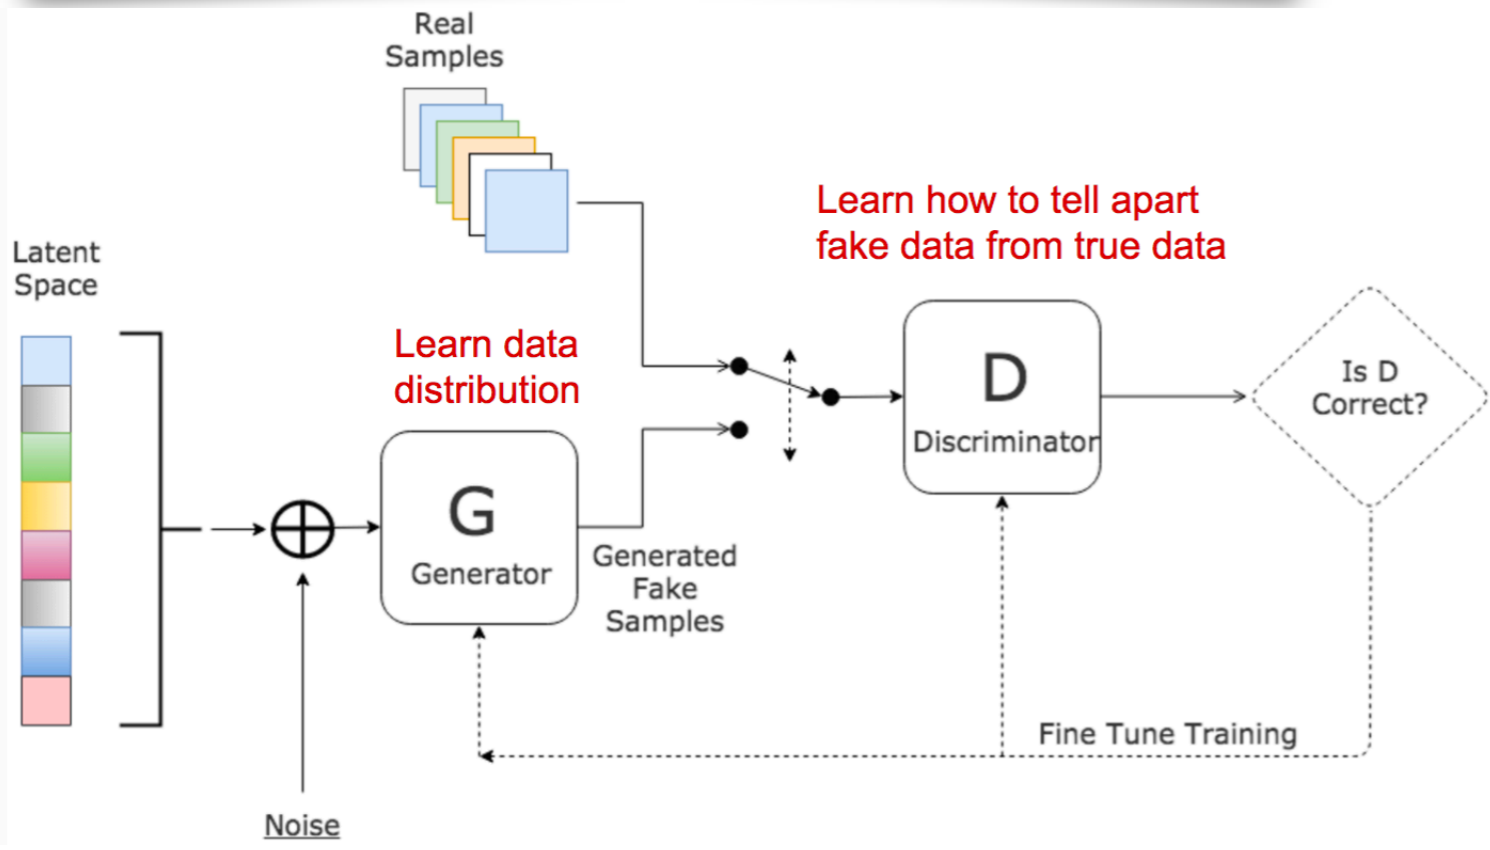 Real
Samples
Learn how to tell apart
fake data from true data
Latent
Space
Learn data
distribution
Is D
Correct?
D
Discriminator
G
Generator
Generated
Fake
Samples
Fine Tune Training
Noise